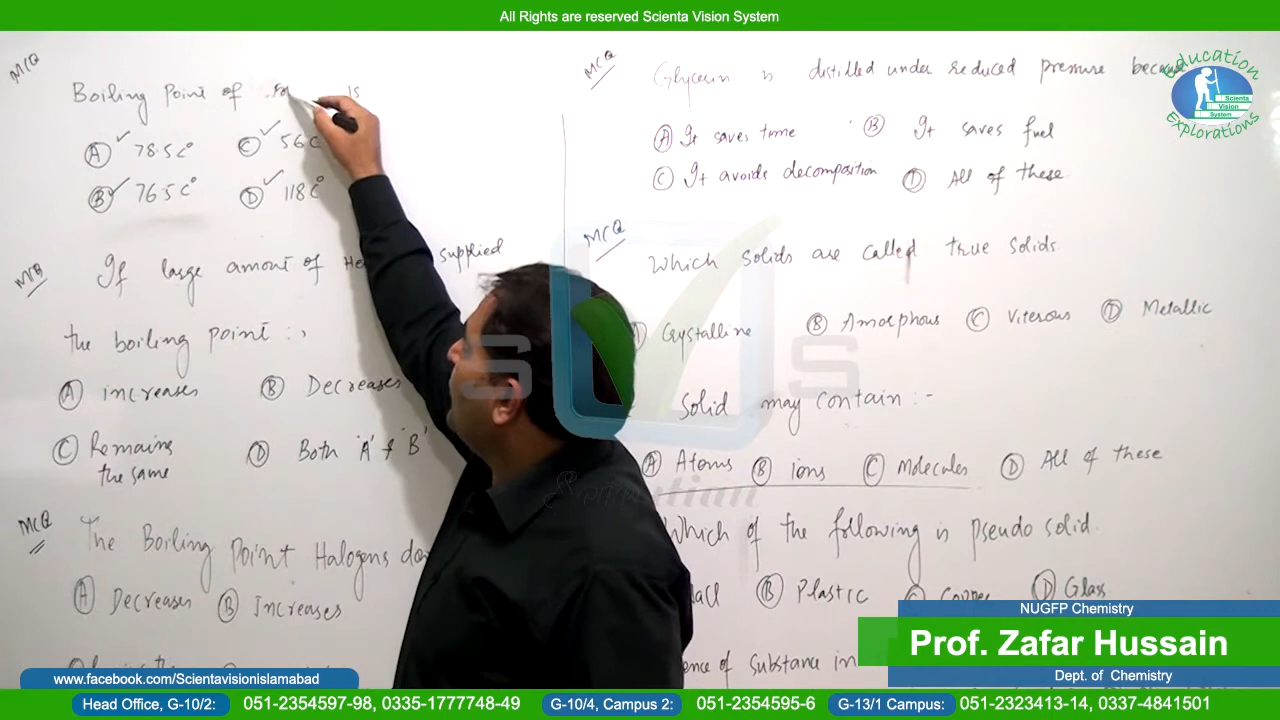 All Rights are reserved Scienta Vision System
MCQ
Boiling Point of is
A 78.5C° C 56C
B 76.5C° D 118C°
MCQ
If large amount of Hea supplied
the boiling point :,
A increases B Decreases
C Remains the same D Both 'A' & 'B'
MCQ
The Boiling Point Halogens
A Decreases B Increases
MCQ
Glycerin is distilled under reduced pressure because
A It saves time B It saves fuel
C It avoids decompostion D All of these
MCQ
Which solids are called true solids.
Crystalline B Amorphous C Viterous D Metallic
Solid may contain :-
A Atoms B ions C Molecules D All of these
Which of the following is pseudo solid.
B Plastic C Copper D Glass
of substance in
Education
Scienta
Vision
System
Explorations
S V S
NUGFP Chemistry
Prof. Zafar Hussain
Dept. of Chemistry
www.facebook.com/Scientavisionislamabad
Head Office, G-10/2: 051-2354597-98, 0335-1777748-49 G-10/4, Campus 2: 051-2354595-6 G-13/1 Campus: 051-2323413-14, 0337-4841501